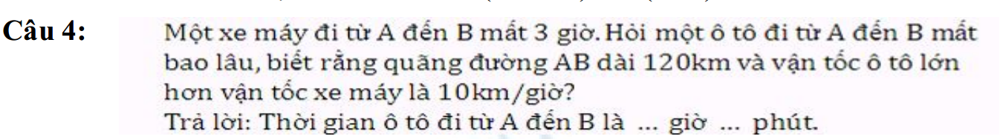 Câu 4: Một xe máy đi từ A đến B mất 3 giờ. Hỏi một ô tô đi từ A đến B mất
bao lâu, biết rằng quãng đường AB dài 120km và vận tốc ô tô lớn
hơn vận tốc xe máy là 10km/giờ?
Trả lời: Thời gian ô tô đi từ A đến B là ... giờ ... phút.